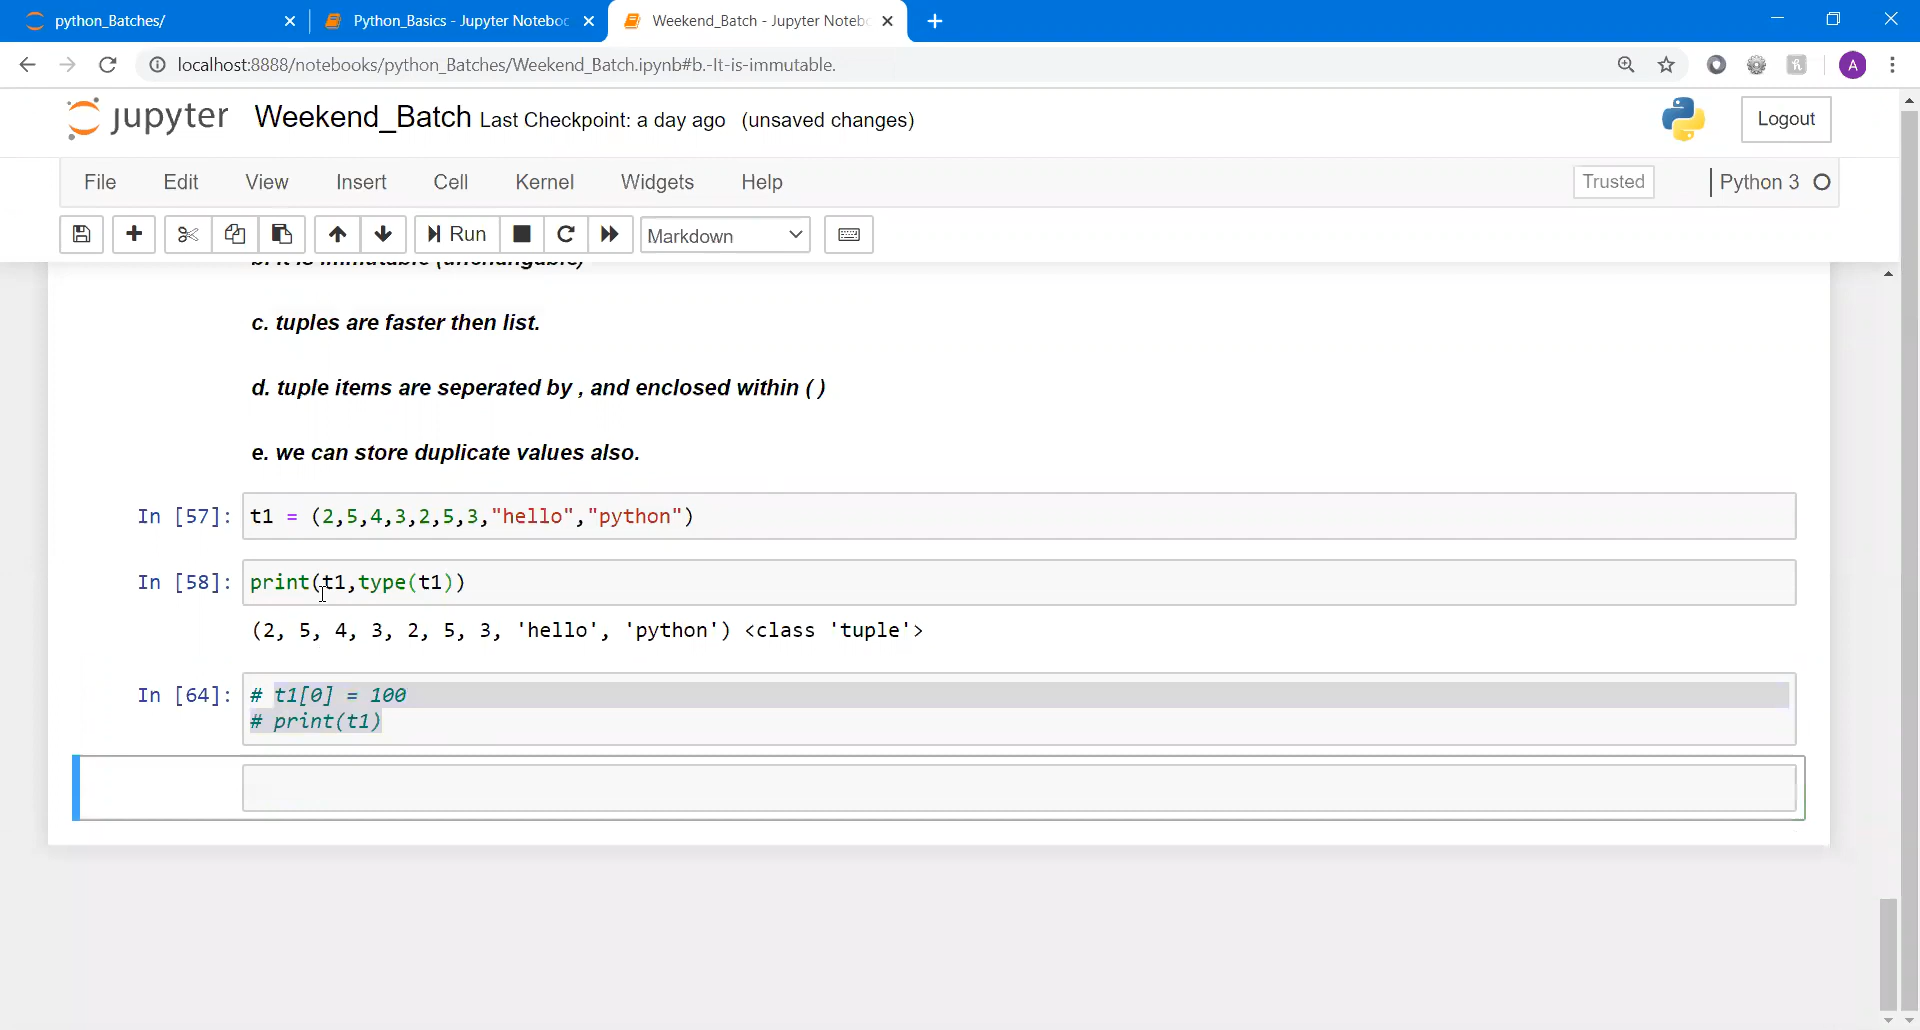 python_Batches/
Python_Basics - Jupyter Noteboo
Weekend_Batch - Jupyter Noteb
localhost:8888/notebooks/python_Batches/Weekend_Batch.ipynb#b.-It-is-immutable.
A
jupyter Weekend_Batch Last Checkpoint: a day ago (unsaved changes)
Logout
File Edit View Insert Cell Kernel Widgets Help
Trusted
Python 3
Run
Markdown
b. It is immutable (unchangable)
c. tuples are faster then list.
d. tuple items are seperated by , and enclosed within ( )
e. we can store duplicate values also.
In [57]: t1 = (2,5,4,3,2,5,3,"hello","python")
In [58]: print(t1,type(t1))
(2, 5, 4, 3, 2, 5, 3, 'hello', 'python') <class 'tuple'>
In [64]: # t1[0] = 100
# print(t1)